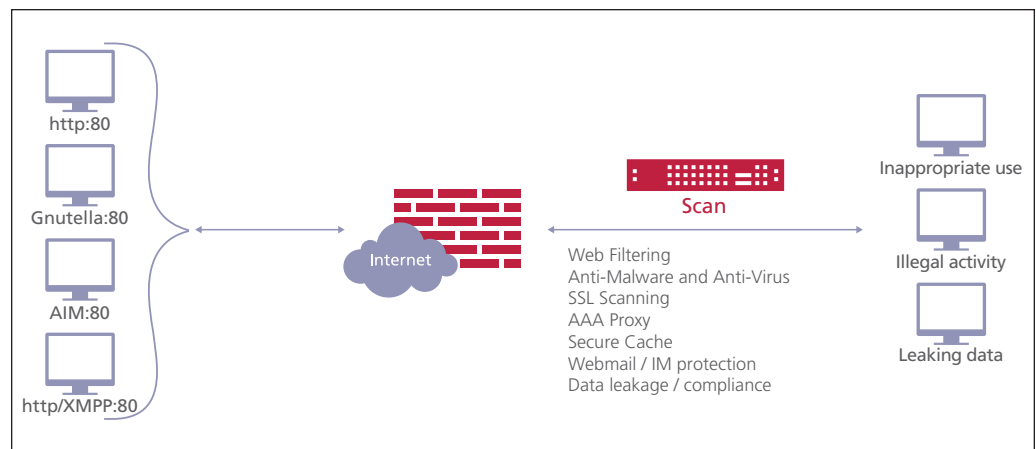 http:80
Gnutella:80
AIM:80
http/XMPP:80
Internet
Scan
Web Filtering
Anti-Malware and Anti-Virus
SSL Scanning
AAA Proxy
Secure Cache
Webmail / IM protection
Data leakage / compliance
Inappropriate use
Illegal activity
Leaking data